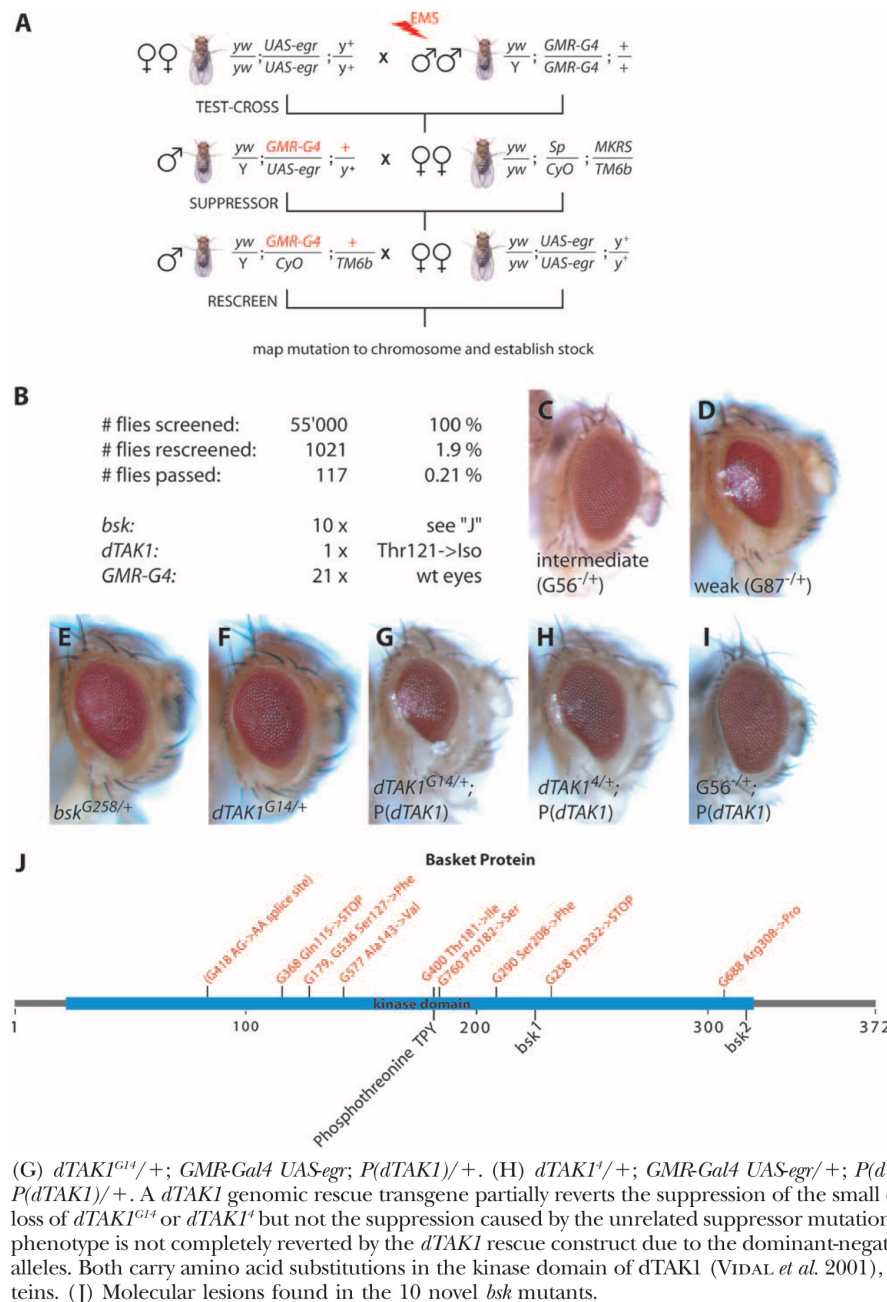 A
EMS
♀♀ yw/yw ; UAS-egr/UAS-egr ; y+/y+ x ♂♂ yw/Y ; GMR-G4/GMR-G4 ; +/+
TEST-CROSS
♂ yw/Y ; GMR-G4/UAS-egr ; +/y+ x ♀♀ yw/yw ; Sp/CyO ; MKRS/TM6b
SUPPRESSOR
♂ yw/Y ; GMR-G4/CyO ; +/TM6b x ♀♀ yw/yw ; UAS-egr/UAS-egr ; y+/y+
RESCREEN
map mutation to chromosome and establish stock
B
# flies screened: 55'000 100 %
# flies rescreened: 1021 1.9 %
# flies passed: 117 0.21 %
bsk: 10 x see "J"
dTAK1: 1 x Thr121->Iso
GMR-G4: 21 x wt eyes
C
intermediate
(G56-/+)
D
weak (G87-/+)
E
bskG258/+
F
dTAK1G14/+
G
dTAK1G14/+;
P(dTAK1)
H
dTAK14/+;
P(dTAK1)
I
G56-/+;
P(dTAK1)
J
Basket Protein
(G418 AG->AA splice site)
G368 Gln115->STOP
G179, G536 Ser127->Phe
G577 Ala143->Val
G400 Thr181->Ile
G760 Pro182->Ser
G290 Ser208->Phe
G258 Trp232->STOP
G688 Arg308->Pro
kinase domain
1 100 200 300 372
Phosphothreonine TPY
bsk1
bsk2
(G) dTAK1G14/+; GMR-Gal4 UAS-egr; P(dTAK1)/+. (H) dTAK14/+; GMR-Gal4 UAS-egr/+; P(d
P(dTAK1)/+. A dTAK1 genomic rescue transgene partially reverts the suppression of the small
loss of dTAK1G14 or dTAK14 but not the suppression caused by the unrelated suppressor mutation
phenotype is not completely reverted by the dTAK1 rescue construct due to the dominant-negat
alleles. Both carry amino acid substitutions in the kinase domain of dTAK1 (VIDAL et al. 2001),
teins. (J) Molecular lesions found in the 10 novel bsk mutants.